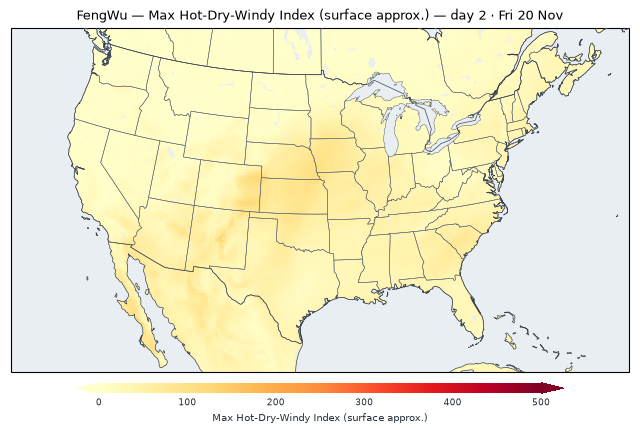 FengWu — Max Hot-Dry-Windy Index (surface approx.) — day 2 · Fri 20 Nov
0 100 200 300 400 500
Max Hot-Dry-Windy Index (surface approx.)